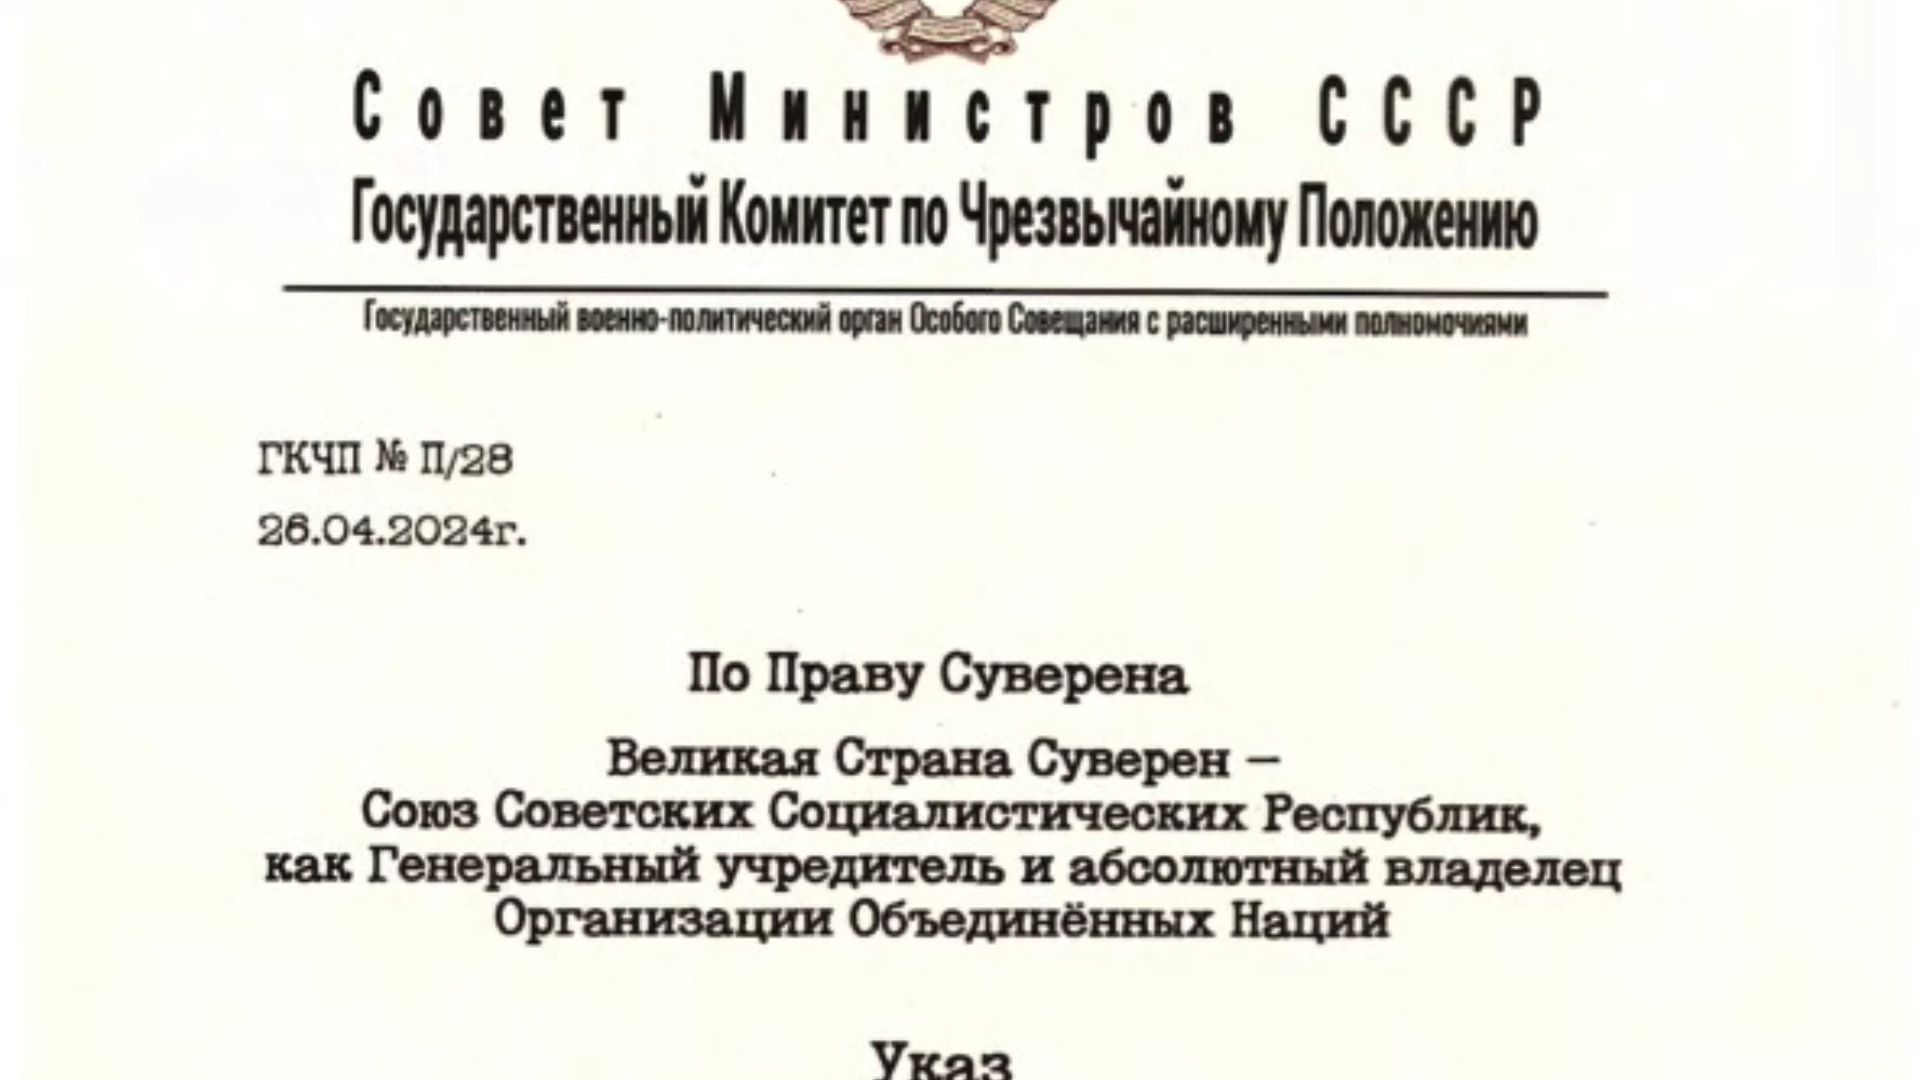 Совет Министров СССР
Государственный Комитет по Чрезвычайному Положению
Государственный военно-политический орган Особого Совещания с расширенными полномочиями
ГКЧП № П/28
26.04.2024г.
По Праву Суверена
Великая Страна Суверен –
Союз Советских Социалистических Республик,
как Генеральный учредитель и абсолютный владелец
Организации Объединённых Наций
Указ